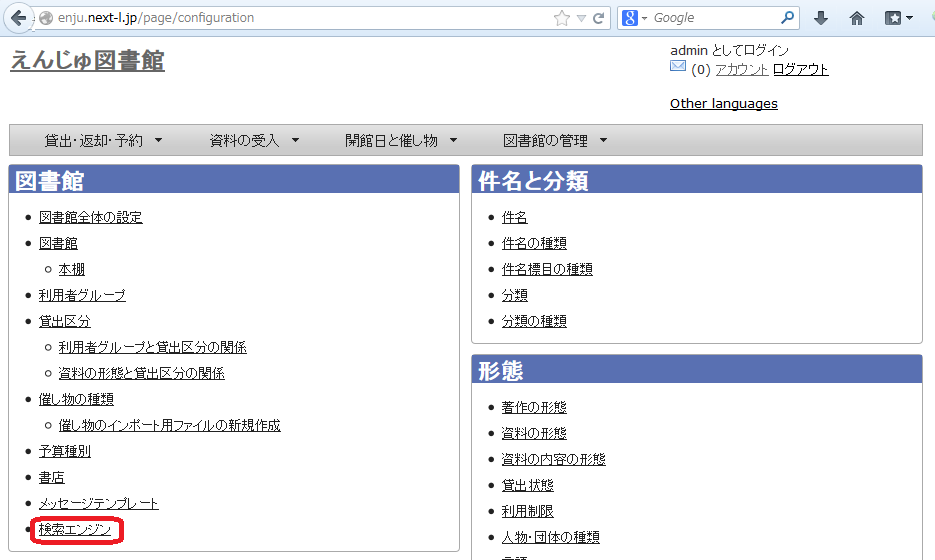 enju.next-l.jp/page/configuration
Google
えんじゅ図書館
admin としてログイン
(0) アカウント ログアウト
Other languages
貸出・返却・予約 資料の受入 開館日と催し物 図書館の管理
図書館
図書館全体の設定
図書館
本棚
利用者グループ
貸出区分
利用者グループと貸出区分の関係
資料の形態と貸出区分の関係
催し物の種類
催し物のインポート用ファイルの新規作成
予算種別
書店
メッセージテンプレート
検索エンジン
件名と分類
件名
件名の種類
件名標目の種類
分類
分類の種類
形態
著作の形態
資料の形態
資料の内容の形態
貸出状態
利用制限
人物・団体の種類